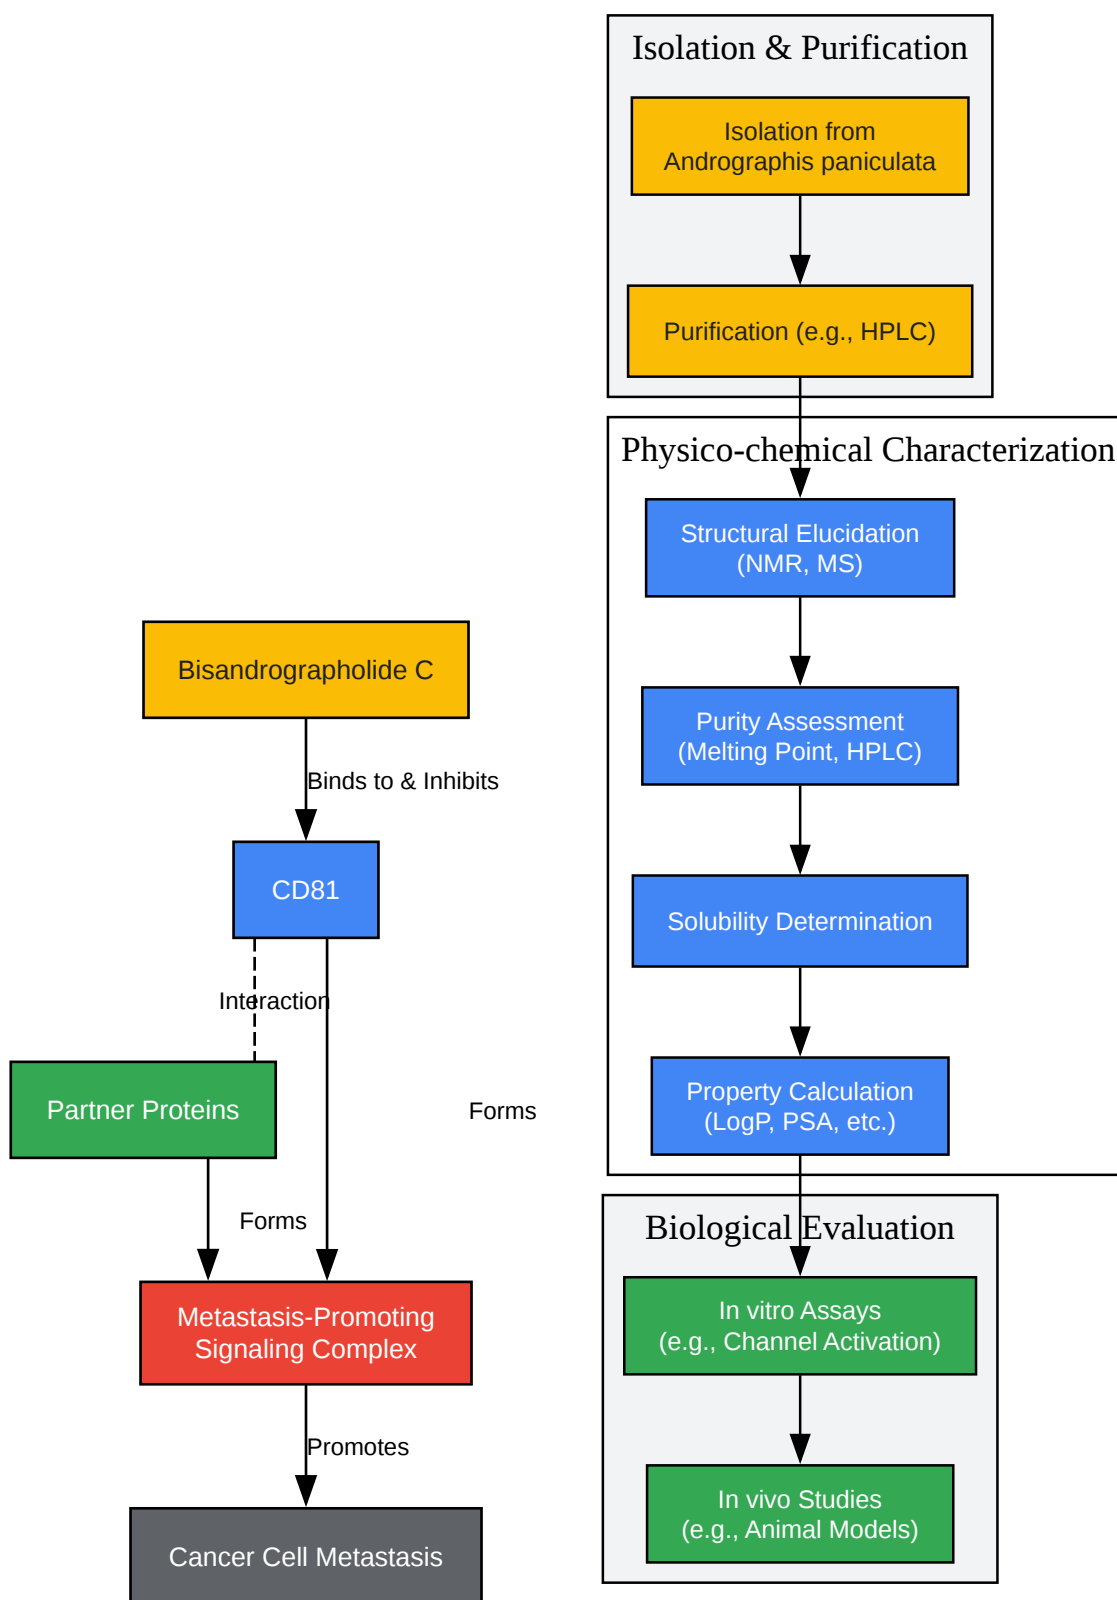 Isolation & Purification
Isolation from
Andrographis paniculata
Purification (e.g., HPLC)
Physico-chemical Characterization
Structural Elucidation
(NMR, MS)
Purity Assessment
(Melting Point, HPLC)
Solubility Determination
Property Calculation
(LogP, PSA, etc.)
Biological Evaluation
In vitro Assays
(e.g., Channel Activation)
In vivo Studies
(e.g., Animal Models)
Bisandrographolide C
Binds to & Inhibits
CD81
Interaction
Partner Proteins
Forms
Forms
Metastasis-Promoting
Signaling Complex
Promotes
Cancer Cell Metastasis